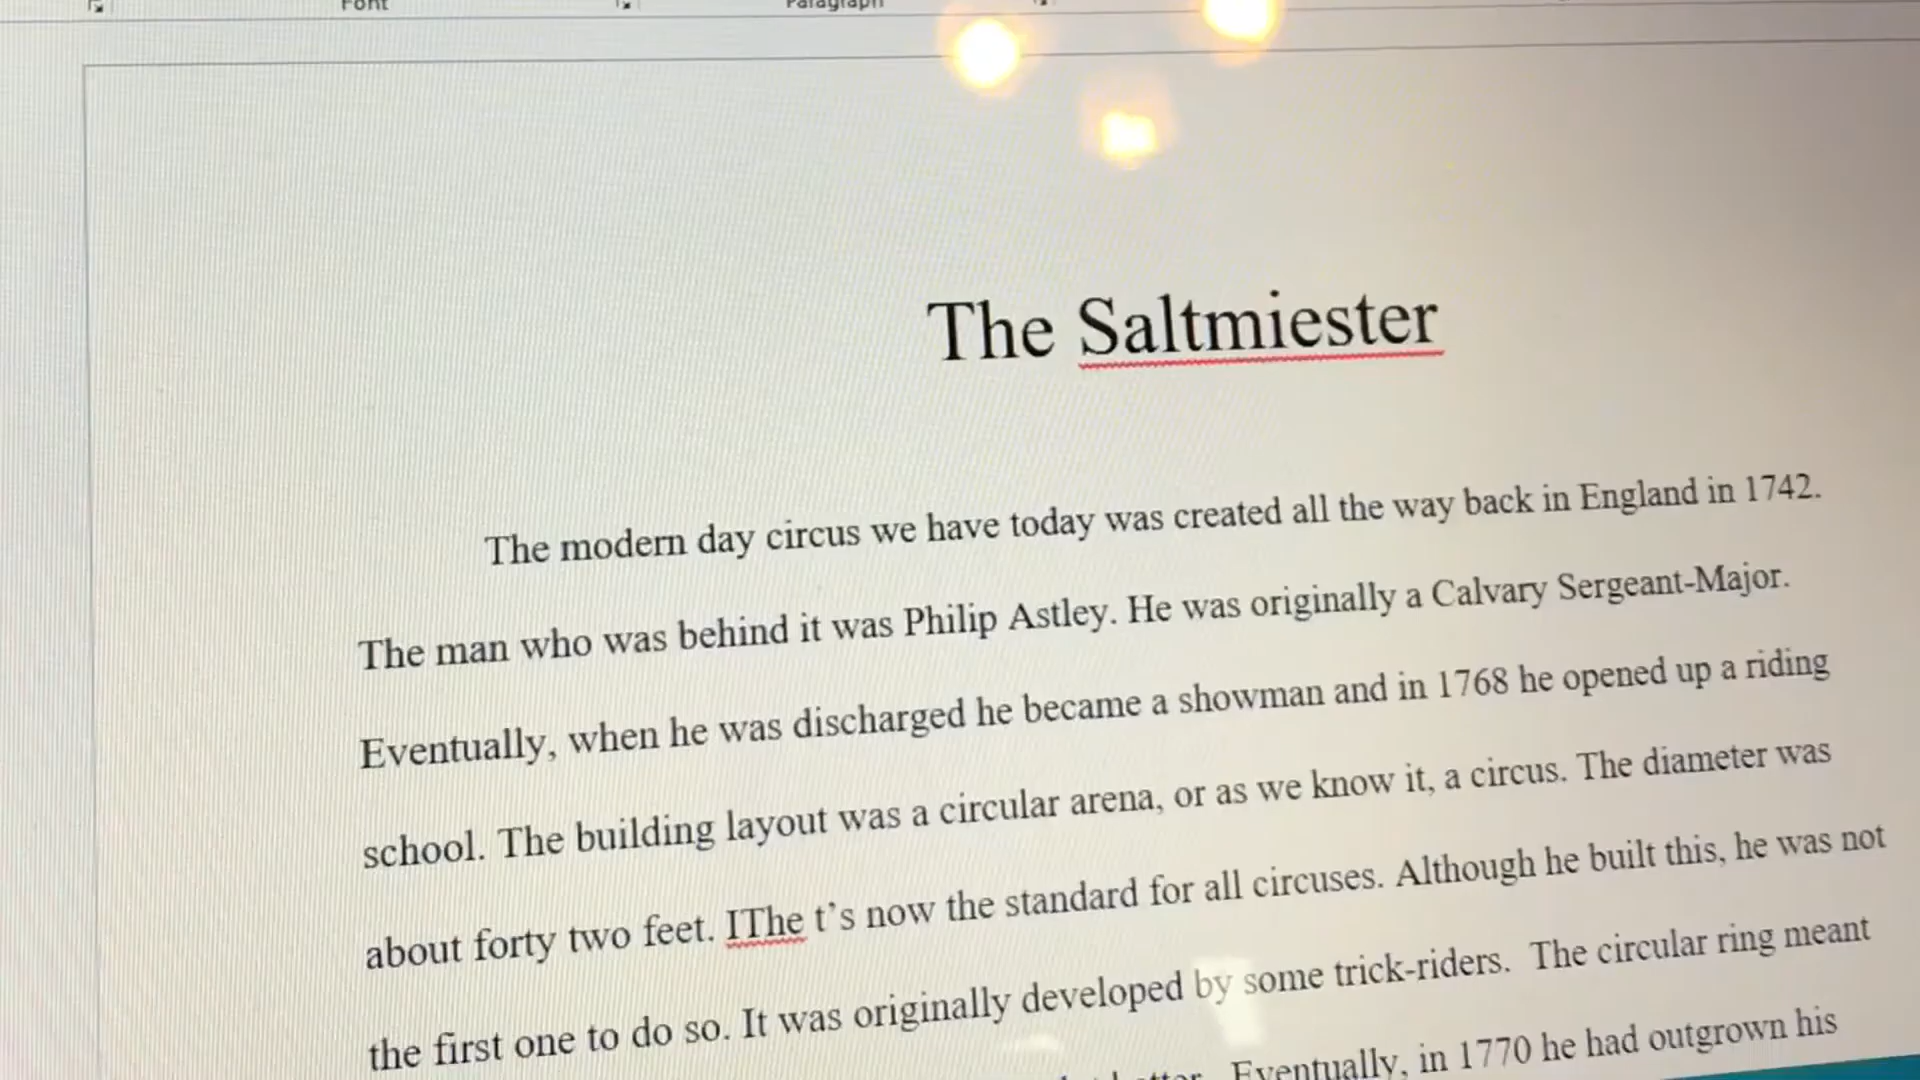 Font Paragraph
The Saltmiester
The modern day circus we have today was created all the way back in England in 1742.
The man who was behind it was Philip Astley. He was originally a Calvary Sergeant-Major.
Eventually, when he was discharged he became a showman and in 1768 he opened up a riding
school. The building layout was a circular arena, or as we know it, a circus. The diameter was
about forty two feet. IThe t’s now the standard for all circuses. Although he built this, he was not
the first one to do so. It was originally developed by some trick-riders.  The circular ring meant
Eventually, in 1770 he had outgrown his